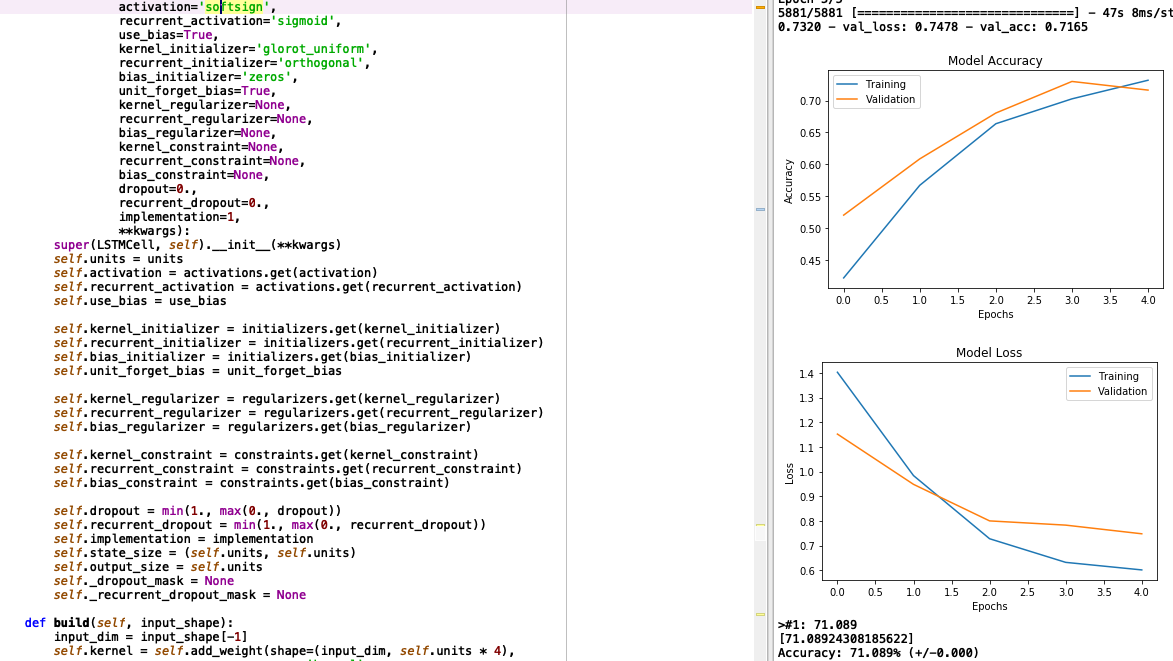 activation='softsign',
recurrent_activation='sigmoid',
use_bias=True,
kernel_initializer='glorot_uniform',
recurrent_initializer='orthogonal',
bias_initializer='zeros',
unit_forget_bias=True,
kernel_regularizer=None,
recurrent_regularizer=None,
bias_regularizer=None,
kernel_constraint=None,
recurrent_constraint=None,
bias_constraint=None,
dropout=0.,
recurrent_dropout=0.,
implementation=1,
**kwargs):
super(LSTMCell, self).__init__(**kwargs)
self.units = units
self.activation = activations.get(activation)
self.recurrent_activation = activations.get(recurrent_activation)
self.use_bias = use_bias
self.kernel_initializer = initializers.get(kernel_initializer)
self.recurrent_initializer = initializers.get(recurrent_initializer)
self.bias_initializer = initializers.get(bias_initializer)
self.unit_forget_bias = unit_forget_bias
self.kernel_regularizer = regularizers.get(kernel_regularizer)
self.recurrent_regularizer = regularizers.get(recurrent_regularizer)
self.bias_regularizer = regularizers.get(bias_regularizer)
self.kernel_constraint = constraints.get(kernel_constraint)
self.recurrent_constraint = constraints.get(recurrent_constraint)
self.bias_constraint = constraints.get(bias_constraint)
self.dropout = min(1., max(0., dropout))
self.recurrent_dropout = min(1., max(0., recurrent_dropout))
self.implementation = implementation
self.state_size = (self.units, self.units)
self.output_size = self.units
self._dropout_mask = None
self._recurrent_dropout_mask = None
def build(self, input_shape):
input_dim = input_shape[-1]
self.kernel = self.add_weight(shape=(input_dim, self.units * 4),
5881/5881 [==============================] - 47s 8ms/st
0.7320 - val_loss: 0.7478 - val_acc: 0.7165
Model Accuracy
Training
Validation
0.70
0.65
0.60
0.55
0.50
0.45
Accuracy
0.0 0.5 1.0 1.5 2.0 2.5 3.0 3.5 4.0
Epochs
Model Loss
Training
Validation
1.4
1.3
1.2
1.1
1.0
0.9
0.8
0.7
0.6
Loss
0.0 0.5 1.0 1.5 2.0 2.5 3.0 3.5 4.0
Epochs
>#1: 71.089
[71.08924308185622]
Accuracy: 71.089% (+/-0.000)